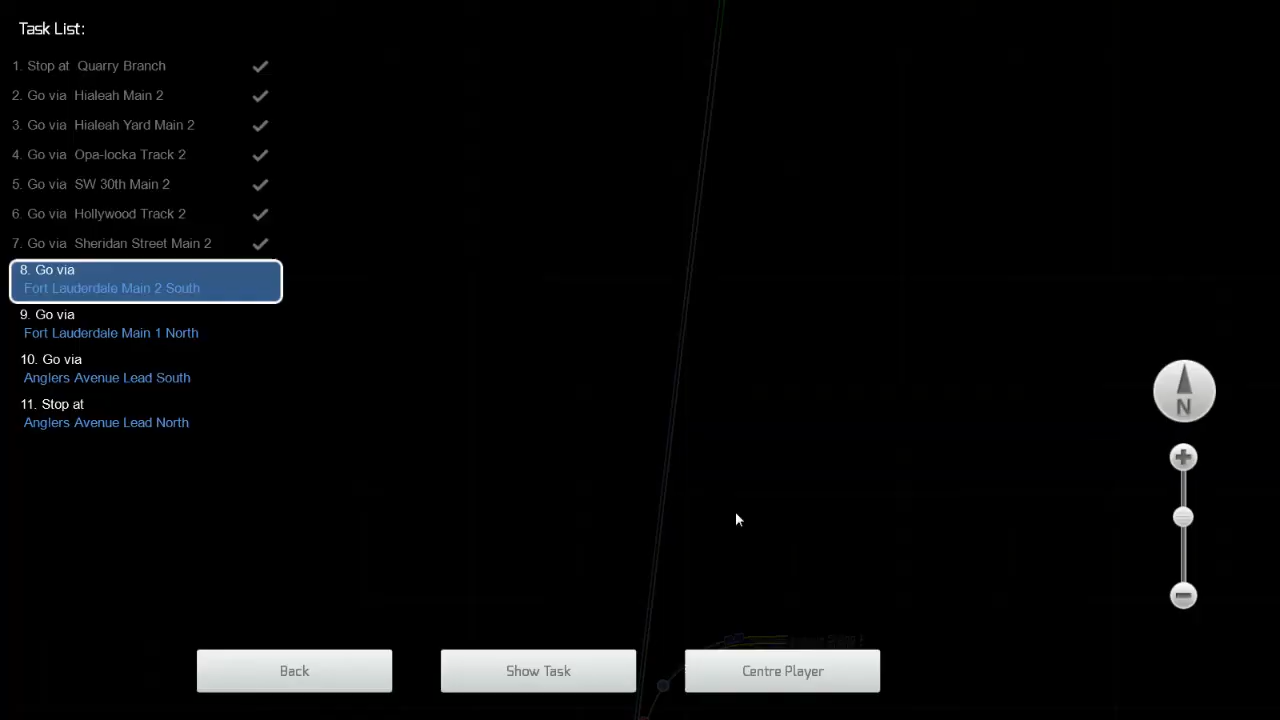 Task List:
1. Stop at Quarry Branch
2. Go via Hialeah Main 2
3. Go via Hialeah Yard Main 2
4. Go via Opa-locka Track 2
5. Go via SW 30th Main 2
6. Go via Hollywood Track 2
7. Go via Sheridan Street Main 2
8. Go via
Fort Lauderdale Main 2 South
9. Go via
Fort Lauderdale Main 1 North
10. Go via
Anglers Avenue Lead South
11. Stop at
Anglers Avenue Lead North
N
Back
Show Task
Centre Player